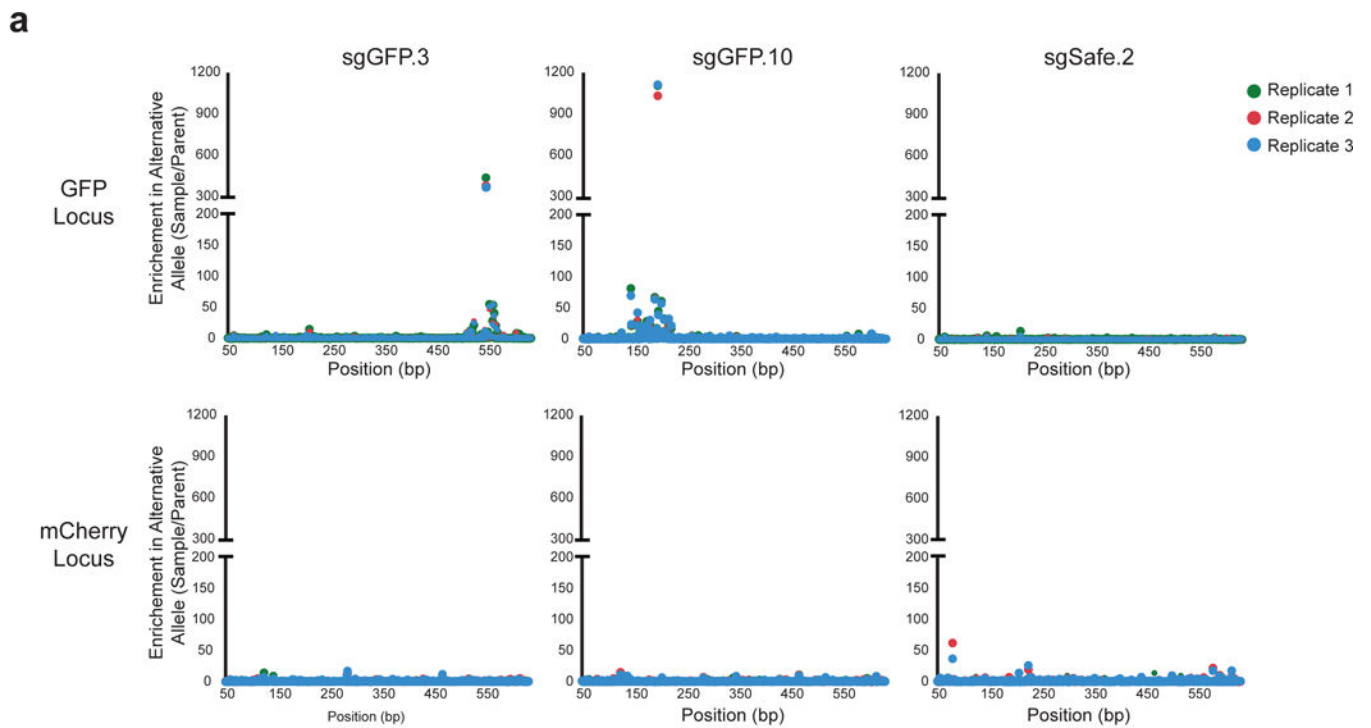 a
sgGFP.3
sgGFP.10
sgSafe.2
Replicate 1
Replicate 2
Replicate 3
GFP
Locus
Enrichement in Alternative
Allele (Sample/Parent)
1200
900
600
300
200
150
100
50
0
50 150 250 350 450 550
Position (bp)
1200
900
600
300
200
150
100
50
0
50 150 250 350 450 550
Position (bp)
1200
900
600
300
200
150
100
50
0
50 150 250 350 450 550
Position (bp)
mCherry
Locus
Enrichement in Alternative
Allele (Sample/Parent)
1200
900
600
300
200
150
100
50
0
50 150 250 350 450 550
Position (bp)
1200
900
600
300
200
150
100
50
0
50 150 250 350 450 550
Position (bp)
1200
900
600
300
200
150
100
50
0
50 150 250 350 450 550
Position (bp)